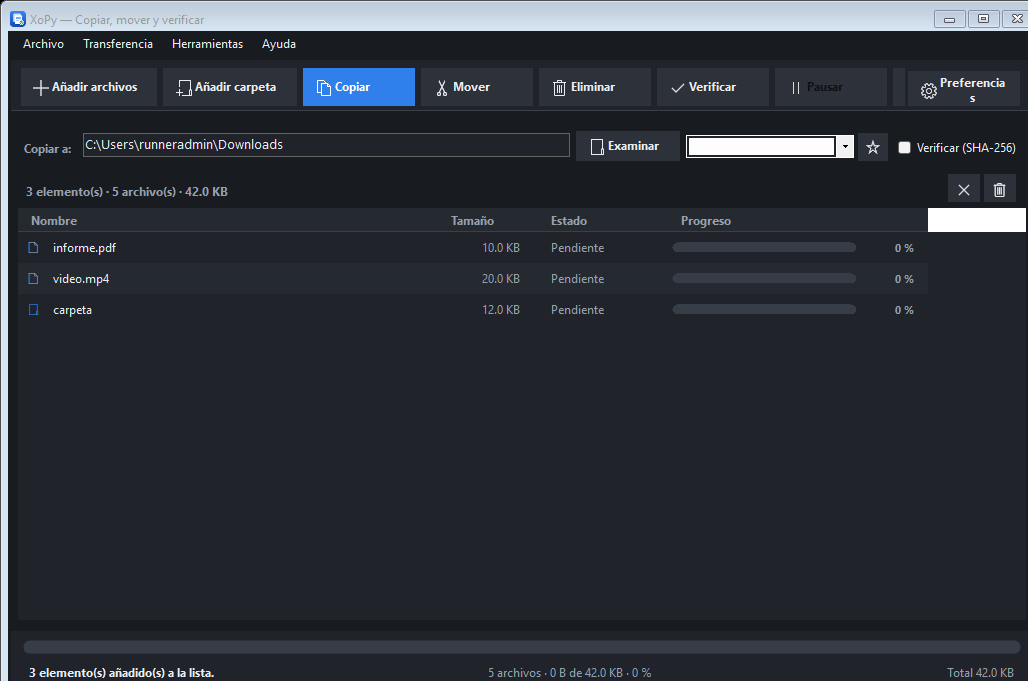 XoPy — Copiar, mover y verificar
Archivo Transferencia Herramientas Ayuda
Añadir archivos Añadir carpeta Copiar Mover Eliminar Verificar Pausar Preferencia
s
Copiar a: C:\Users\runneradmin\Downloads Examinar Verificar (SHA-256)
3 elemento(s) · 5 archivo(s) · 42.0 KB
Nombre Tamaño Estado Progreso
informe.pdf 10.0 KB Pendiente 0 %
video.mp4 20.0 KB Pendiente 0 %
carpeta 12.0 KB Pendiente 0 %
3 elemento(s) añadido(s) a la lista. 5 archivos · 0 B de 42.0 KB · 0 % Total 42.0 KB